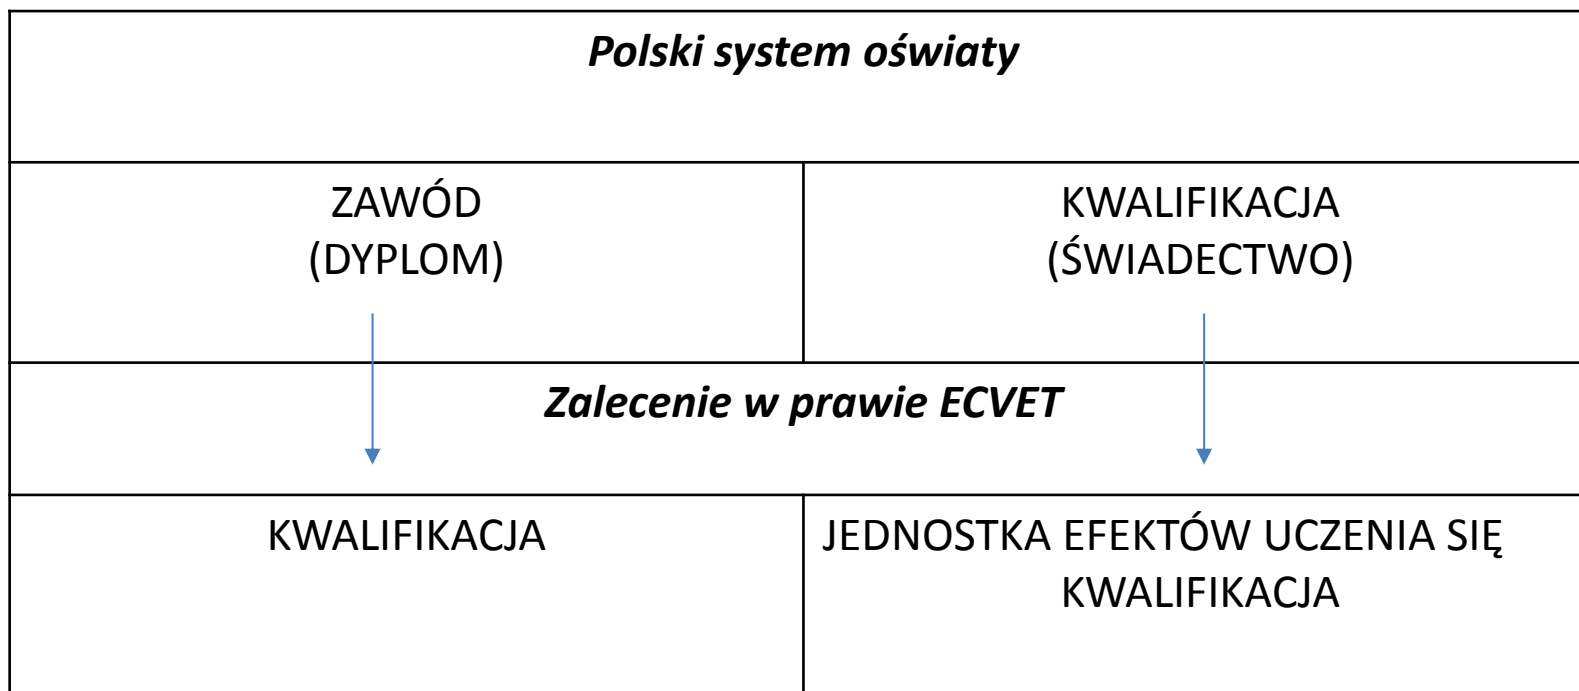 Polski system oświaty
ZAWÓD
(DYPLOM)
KWALIFIKACJA
(ŚWIADECTWO)
Zalecenie w prawie ECVET
KWALIFIKACJA
JEDNOSTKA EFEKTÓW UCZENIA SIĘ
KWALIFIKACJA